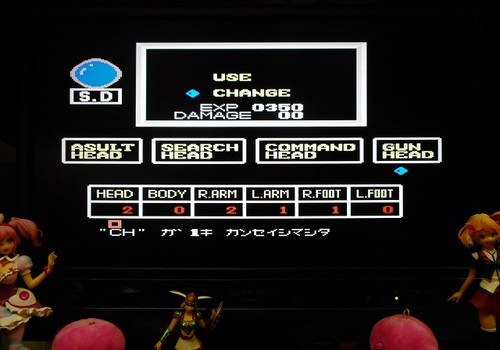 USE
CHANGE
EXP 0350
DAMAGE 00
S.D
ASULT HEAD
SEARCH HEAD
COMMAND HEAD
GUN HEAD
HEAD BODY R.ARM L.ARM R.FOOT L.FOOT
2 0 2 1 1 0
"CH" ガ 1キ カンセイシマシタ